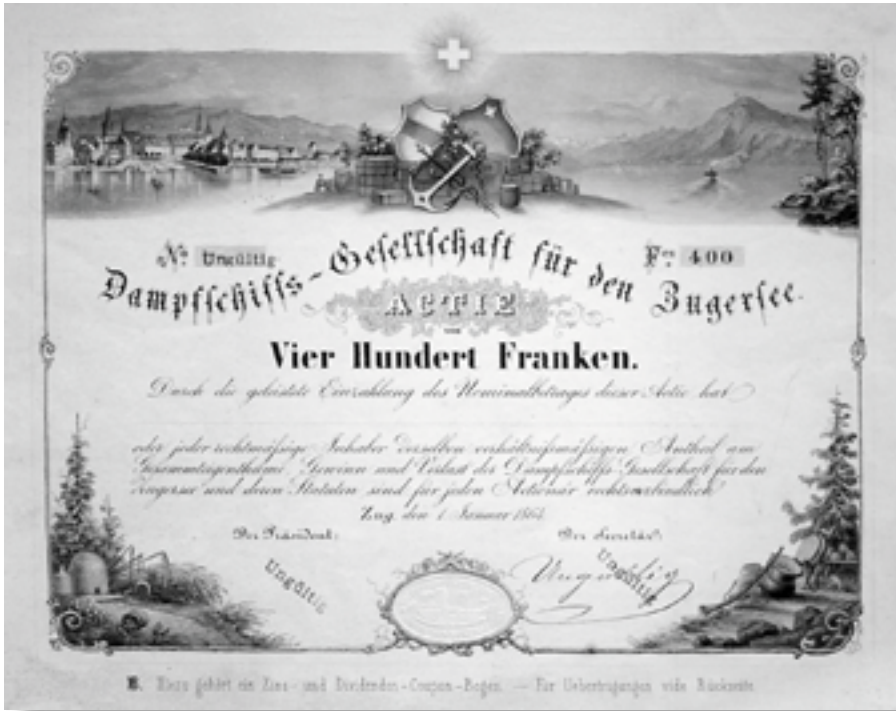 No. Ungültig
Fcs. 400
Dampfschiffs-Gesellschaft für den Zugersee.
ACTIE
Vier Hundert Franken.
Durch die geleistete Einzahlung des Nominalbetrages dieser Actie hat
oder jeder rechtmässige Inhaber derselben verhältnissmässigen Antheil am
Gesammteigenthume, Gewinn und Verlust der Dampfschiffs Gesellschaft für den
Zugersee und deren Statuten sind für jeden Actionär rechtsverbindlich
Zug, den 1 Januar
Der Präsident:
Der Secretär:
Ungültig
Ungültig
Ungültig
Hiezu gehört ein Zins- und Dividenden-Coupon-Bogen. — Für Uebertragungen vide Rückseite